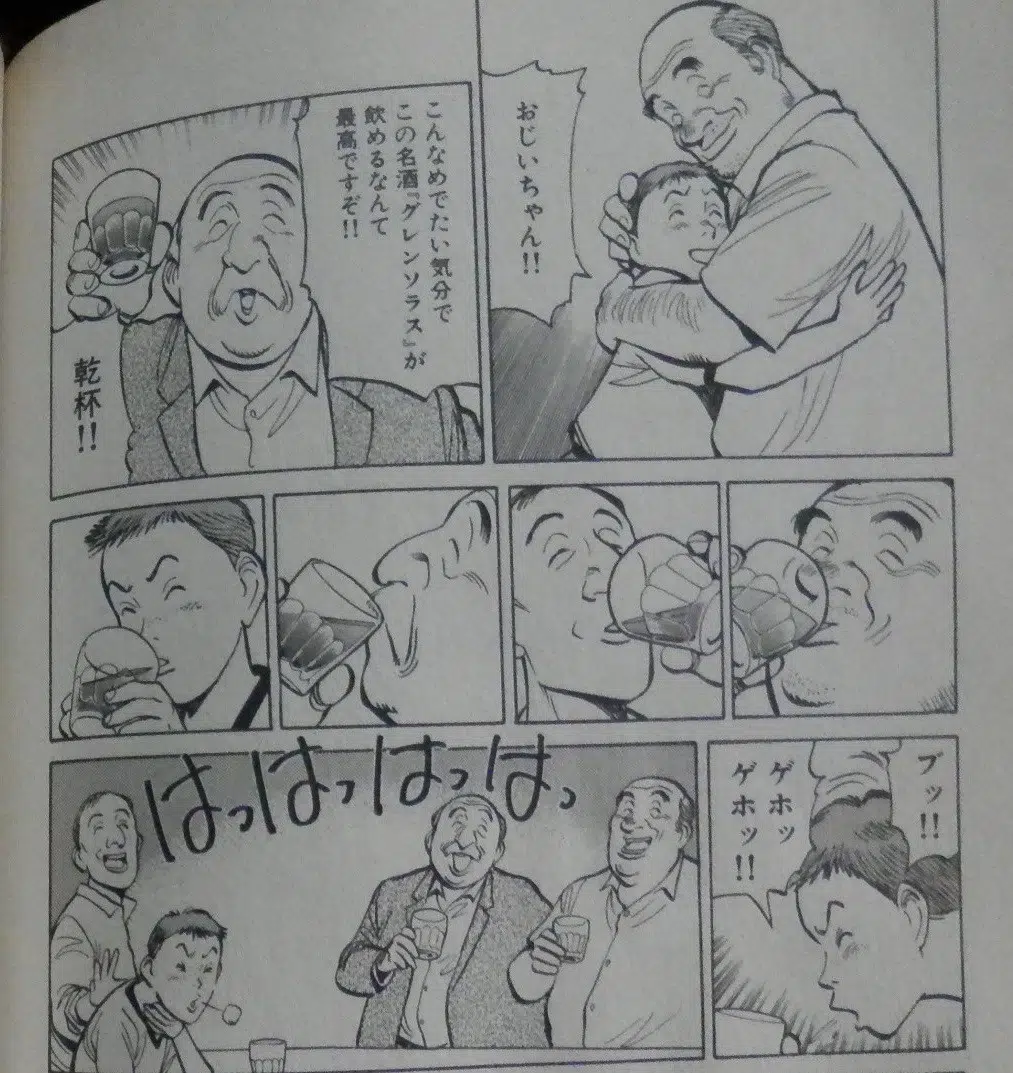 おじいちゃん!!
こんなめでたい気分で
この名酒『グレンソラス』が
飲めるなんて
最高ですぞ!!
乾杯!!
ブッ!!
ゲホッ
ゲホッ!!
はっはっはっはっ